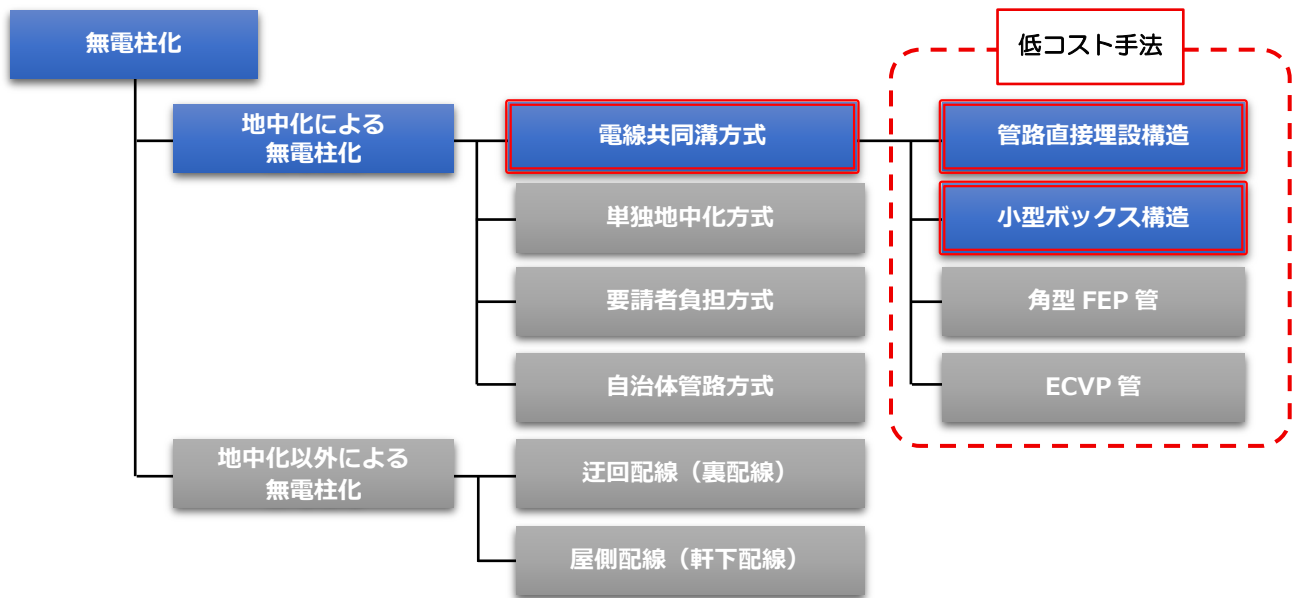 無電柱化
低コスト手法
地中化による
無電柱化
電線共同溝方式
管路直接埋設構造
単独地中化方式
小型ボックス構造
要請者負担方式
角型 FEP 管
自治体管路方式
ECVP 管
地中化以外による
無電柱化
迂回配線（裏配線）
屋側配線（軒下配線）